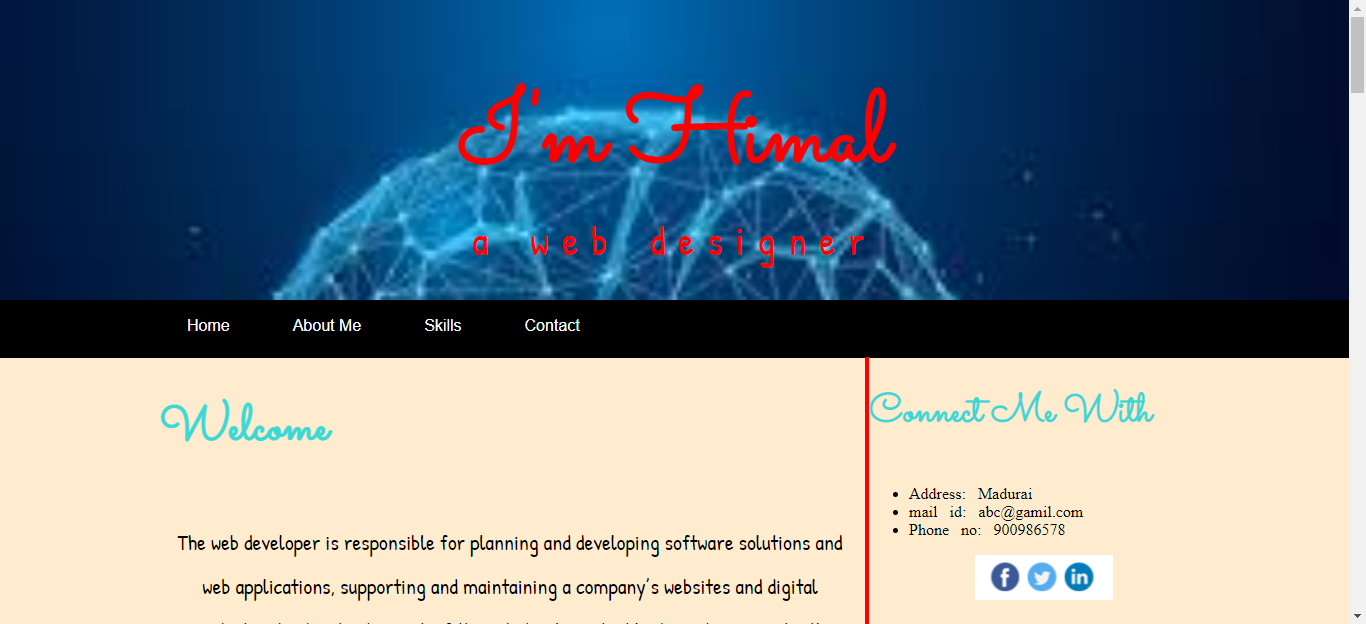 I'm Himal
a web designer
Home About Me Skills Contact
Welcome
The web developer is responsible for planning and developing software solutions and
web applications, supporting and maintaining a company's websites and digital
Connect Me With
Address: Madurai
mail id: abc@gamil.com
Phone no: 900986578
f in